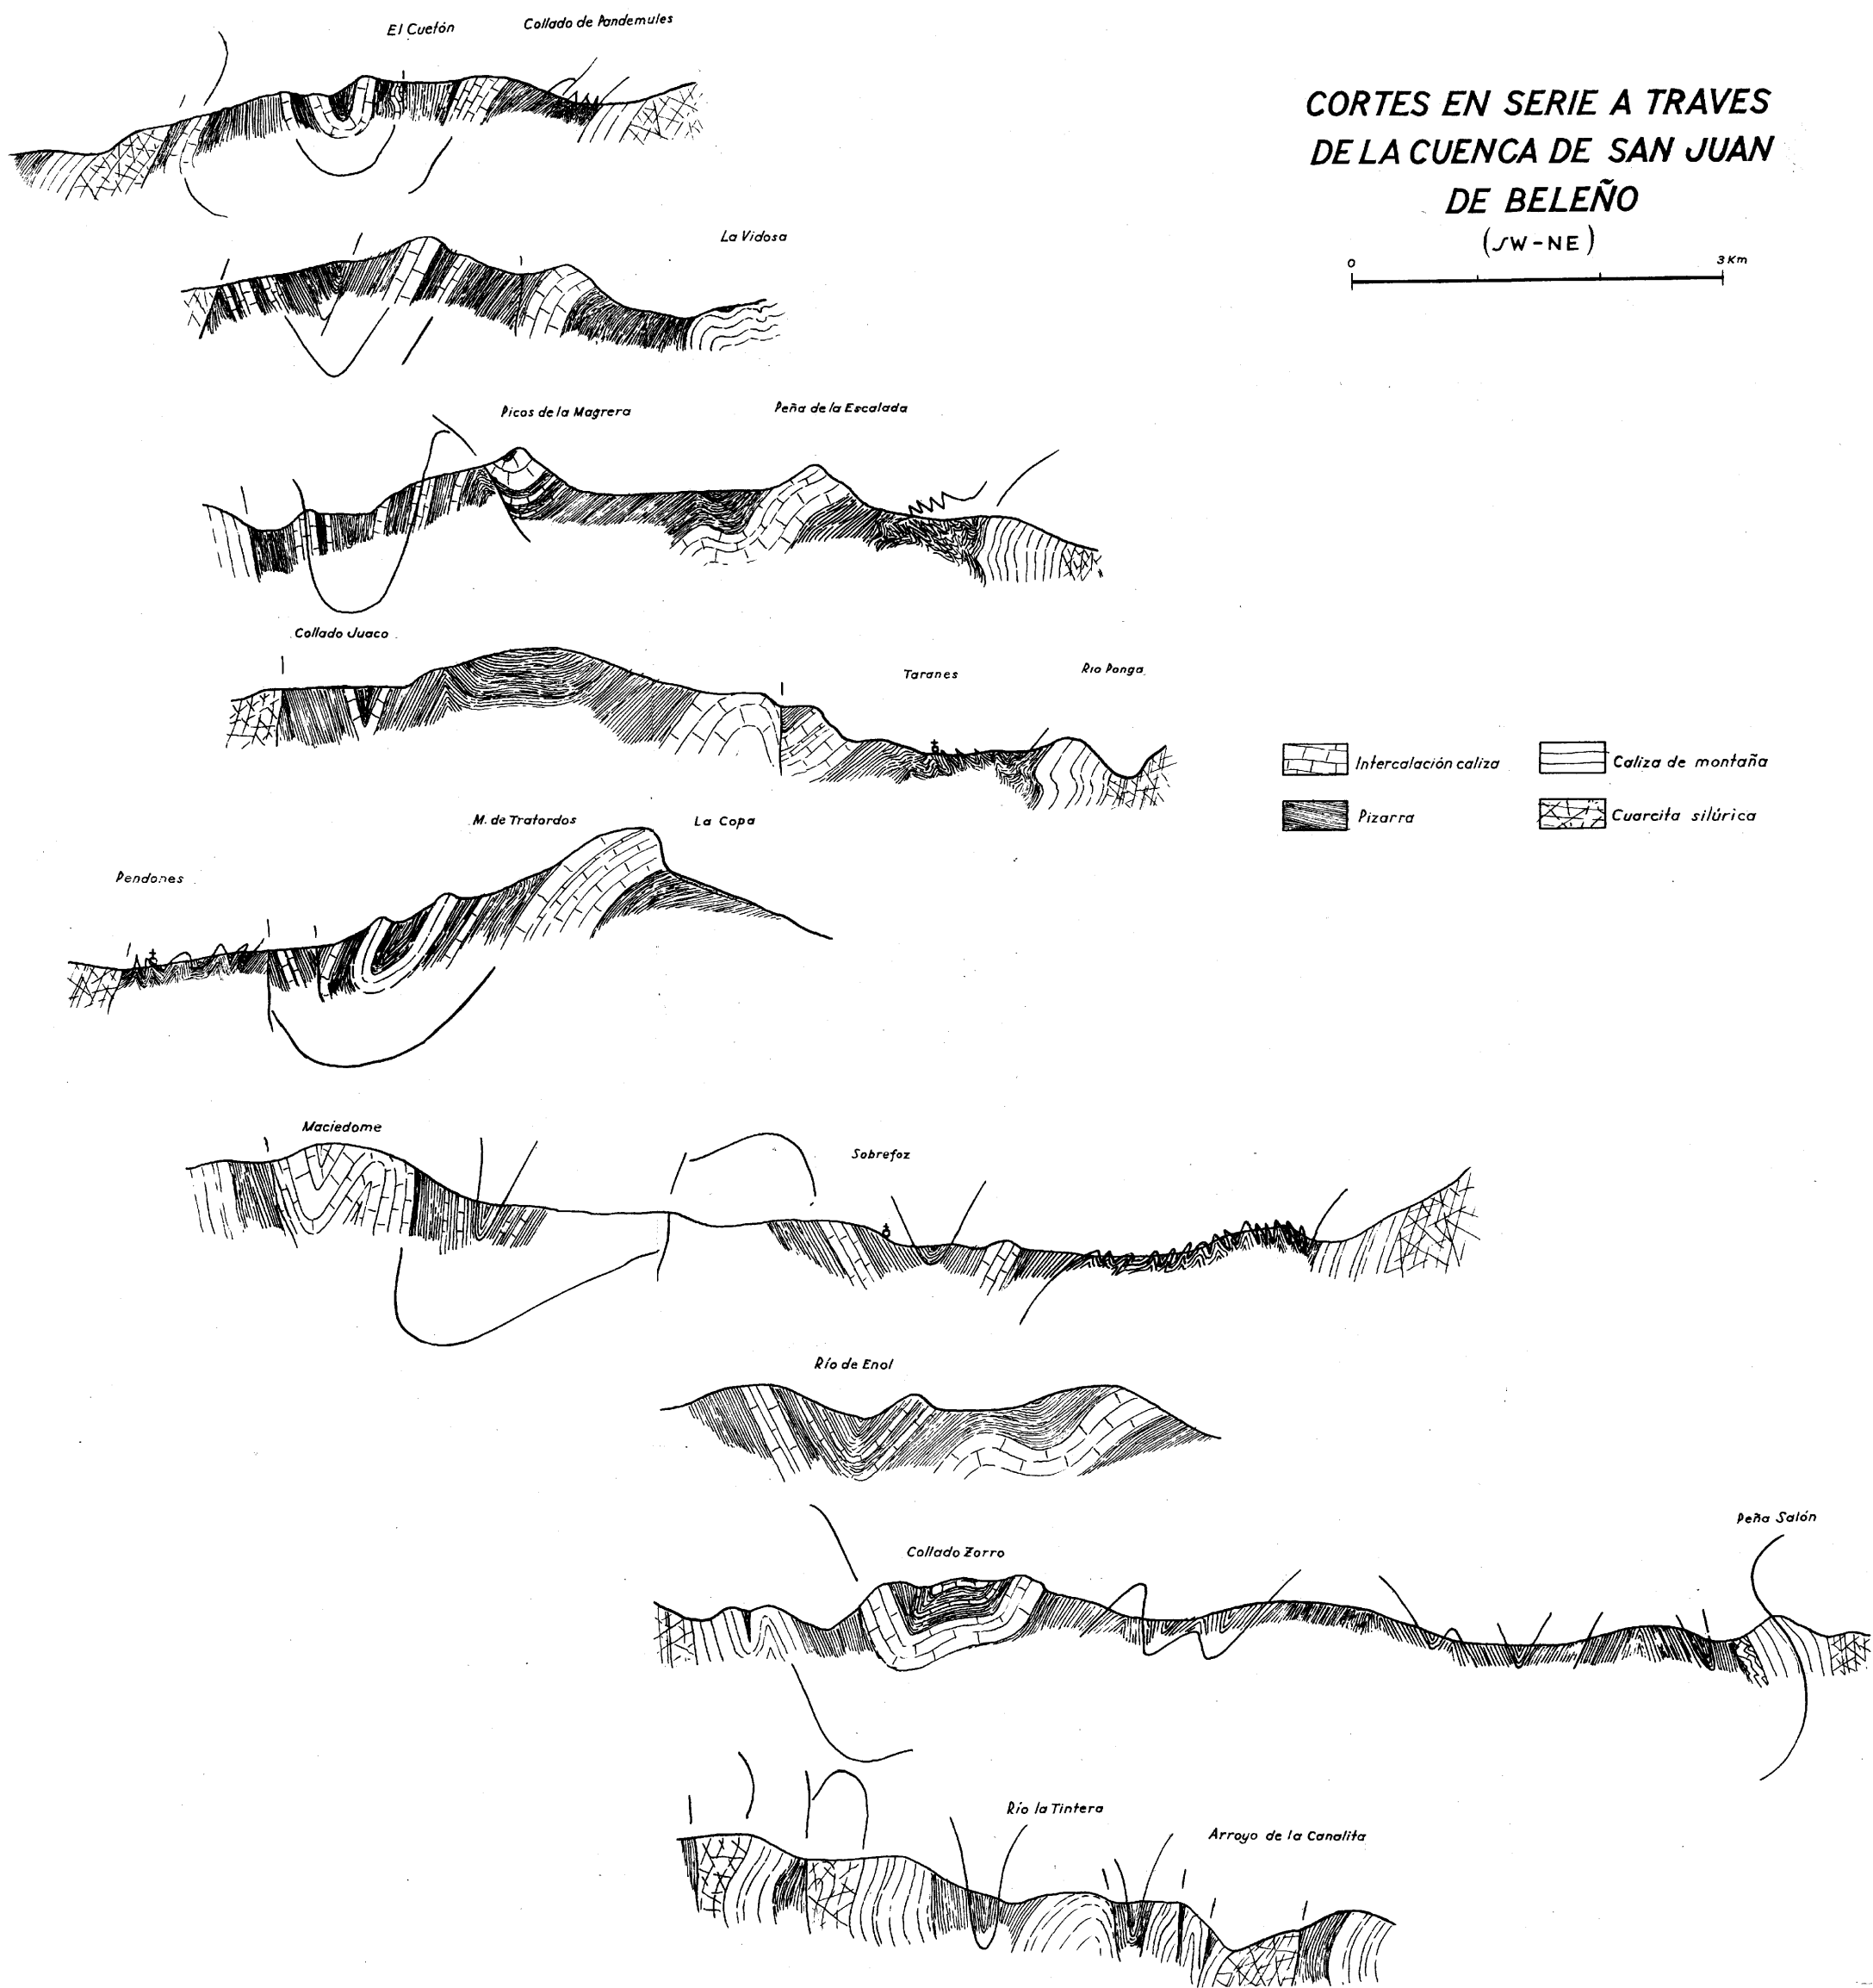 El Cuetón
Collado de Pandemules
CORTES EN SERIE A TRAVES
DE LA CUENCA DE SAN JUAN
DE BELEÑO
(SW-NE)
0
3 Km
La Vidosa
Picos de la Magrera
Peña de la Escalada
Collado Juaco
Taranes
Rio Ponga
Intercalación caliza
Caliza de montaña
Pizarra
Cuarcita silúrica
M. de Tratordos
La Copa
Pendones
Maciedome
Sobrefoz
Río de Enol
Peña Salón
Collado Zorro
Río la Tintera
Arroyo de la Canalita